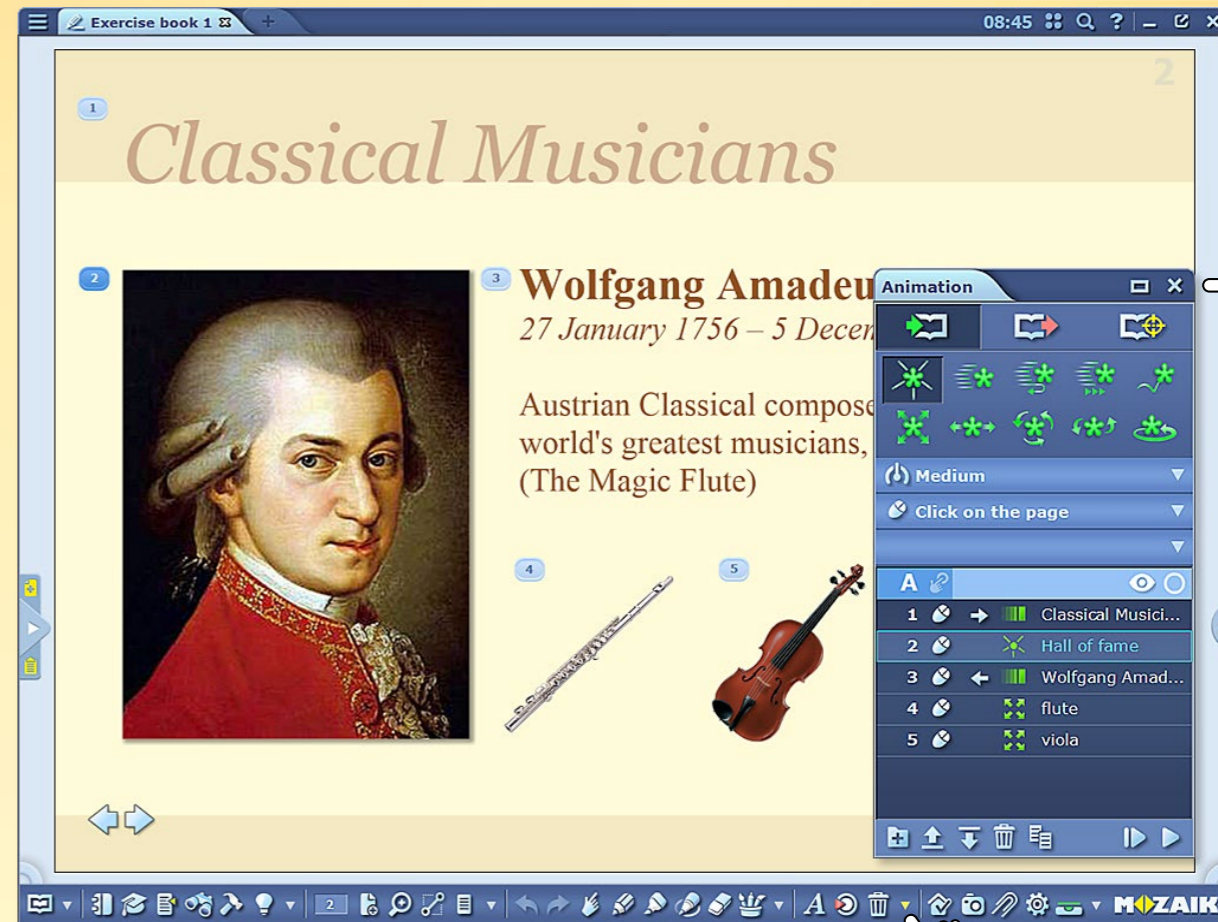 Exercise book 1
08:45
2
1
Classical Musicians
2
3
Wolfgang Amadeu
27 January 1756 – 5 Decem
Austrian Classical compose
world's greatest musicians,
(The Magic Flute)
4
5
Animation
Medium
Click on the page
A
1 Classical Musici...
2 Hall of fame
3 Wolfgang Amad...
4 flute
5 viola
2
MOZAIK